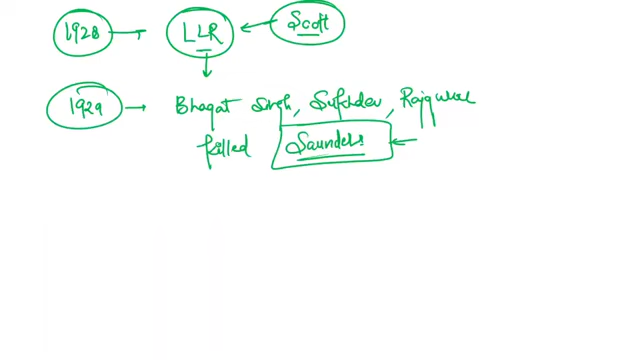 1928 → LLR ← Scott
1929 → Bhagat Singh, Sukhdev, Rajguru
killed Saunders ←